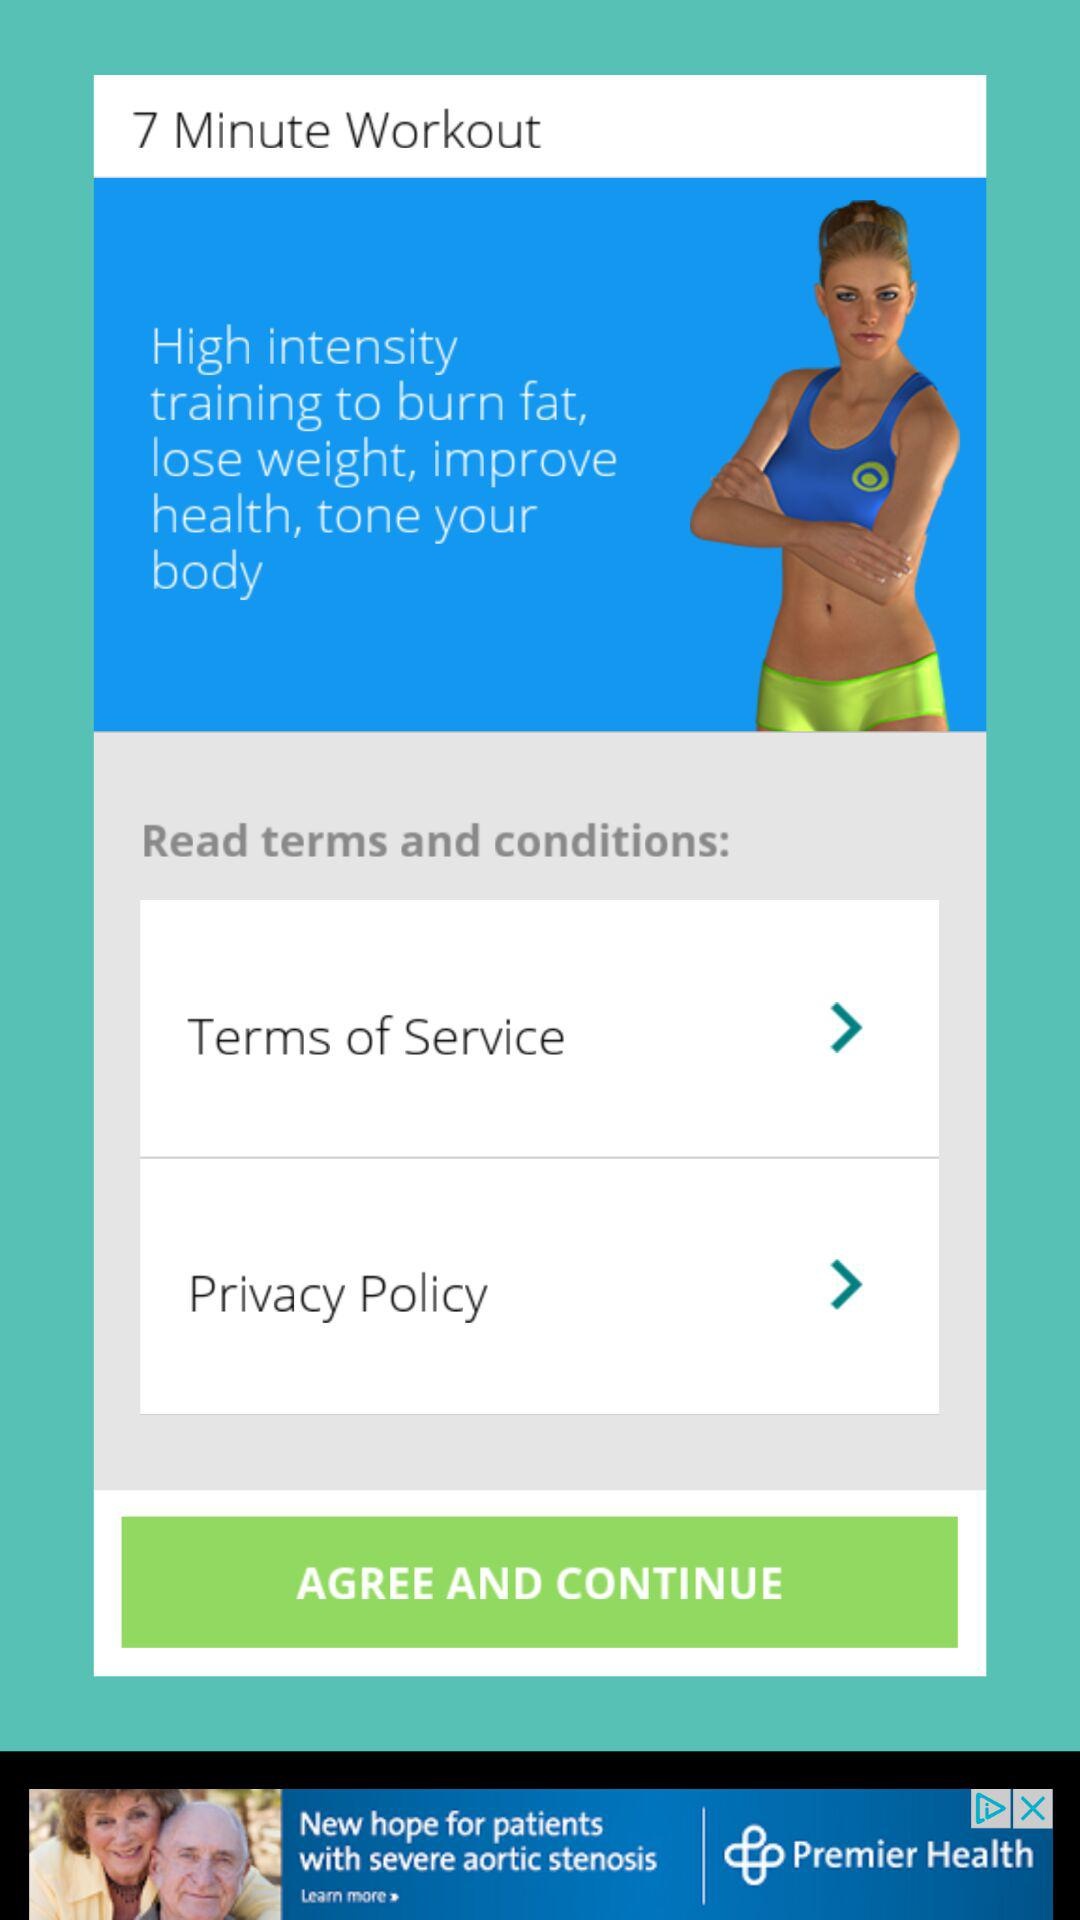 7 Minute Workout
High intensity
training to burn fat,
lose weight, improve
health, tone your
body
Read terms and conditions:
Terms of Service
Privacy Policy
AGREE AND CONTINUE
New hope for patients
with severe aortic stenosis
Learn more »
Premier Health